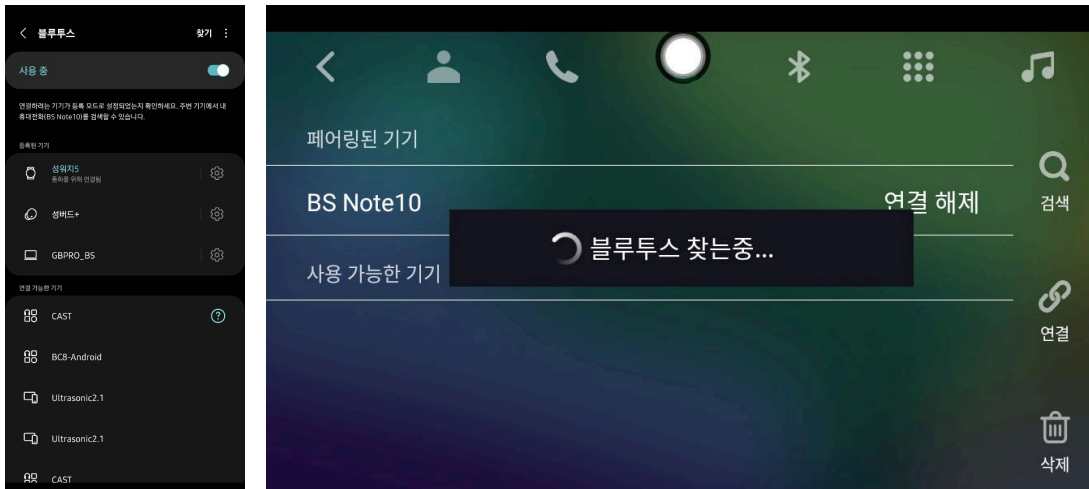 블루투스
찾기
사용 중
연결하려는 기기가 등록 모드로 설정되었는지 확인하세요. 주변 기기에서 내
휴대전화(BS Note10)를 검색할 수 있습니다.
등록된 기기
성워치5
통화를 위해 연결됨
성버드+
GBPRO_BS
연결 가능한 기기
CAST
BC8-Android
Ultrasonic2.1
Ultrasonic2.1
CAST
페어링된 기기
BS Note10
연결 해제
블루투스 찾는중...
사용 가능한 기기
검색
연결
삭제